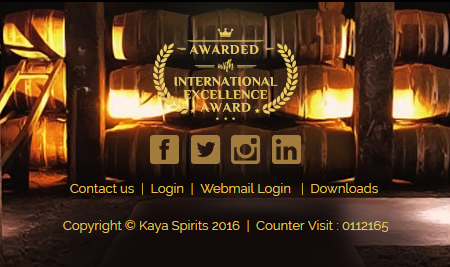 AWARDED
with
INTERNATIONAL
EXCELLENCE
AWARD
Contact us | Login | Webmail Login | Downloads
Copyright © Kaya Spirits 2016 | Counter Visit : 0112165